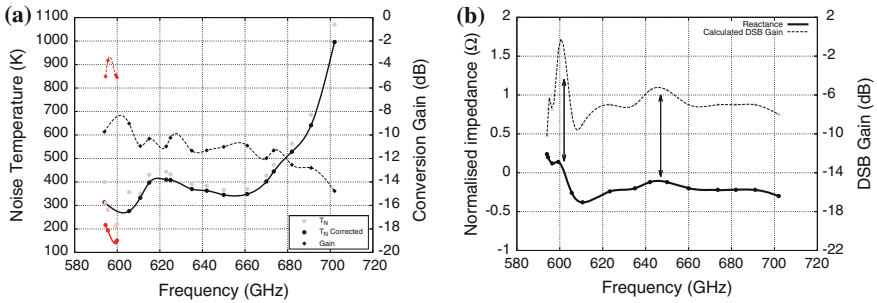 (a)
1100
1000
900
800
700
600
500
400
300
200
100
Noise Temperature (K)
580 600 620 640 660 680 700 720
Frequency (GHz)
0
-2
-4
-6
-8
-10
-12
-14
-16
-18
-20
Conversion Gain (dB)
TN
TN Corrected
Gain
(b)
2
1.5
1
0.5
0
-0.5
-1
Normalised impedance (Ω)
580 600 620 640 660 680 700 720
Frequency (GHz)
2
-2
-6
-10
-14
-18
-22
DSB Gain (dB)
Reactance
Calculated DSB Gain